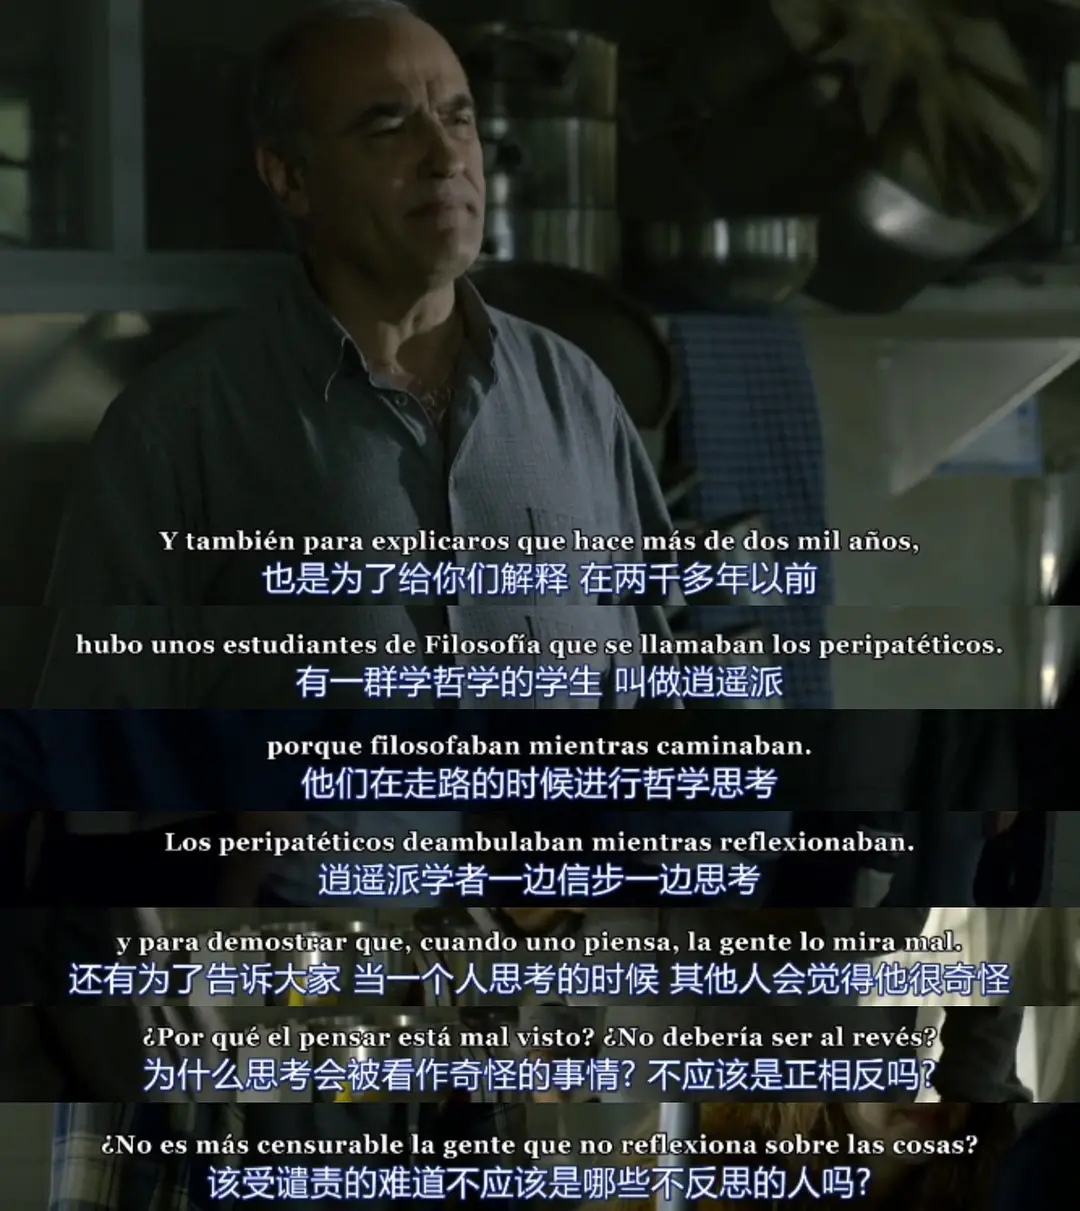 Y también para explicaros que hace más de dos mil años,
也是为了给你们解释 在两千多年以前
hubo unos estudiantes de Filosofía que se llamaban los peripatéticos.
有一群学哲学的学生 叫做逍遥派
porque filosofaban mientras caminaban.
他们在走路的时候进行哲学思考
Los peripatéticos deambulaban mientras reflexionaban.
逍遥派学者一边信步一边思考
y para demostrar que, cuando uno piensa, la gente lo mira mal.
还有为了告诉大家 当一个人思考的时候 其他人会觉得他很奇怪
¿Por qué el pensar está mal visto? ¿No debería ser al revés?
为什么思考会被看作奇怪的事情? 不应该是正相反吗?
¿No es más censurable la gente que no reflexiona sobre las cosas?
该受谴责的难道不应该是哪些不反思的人吗?